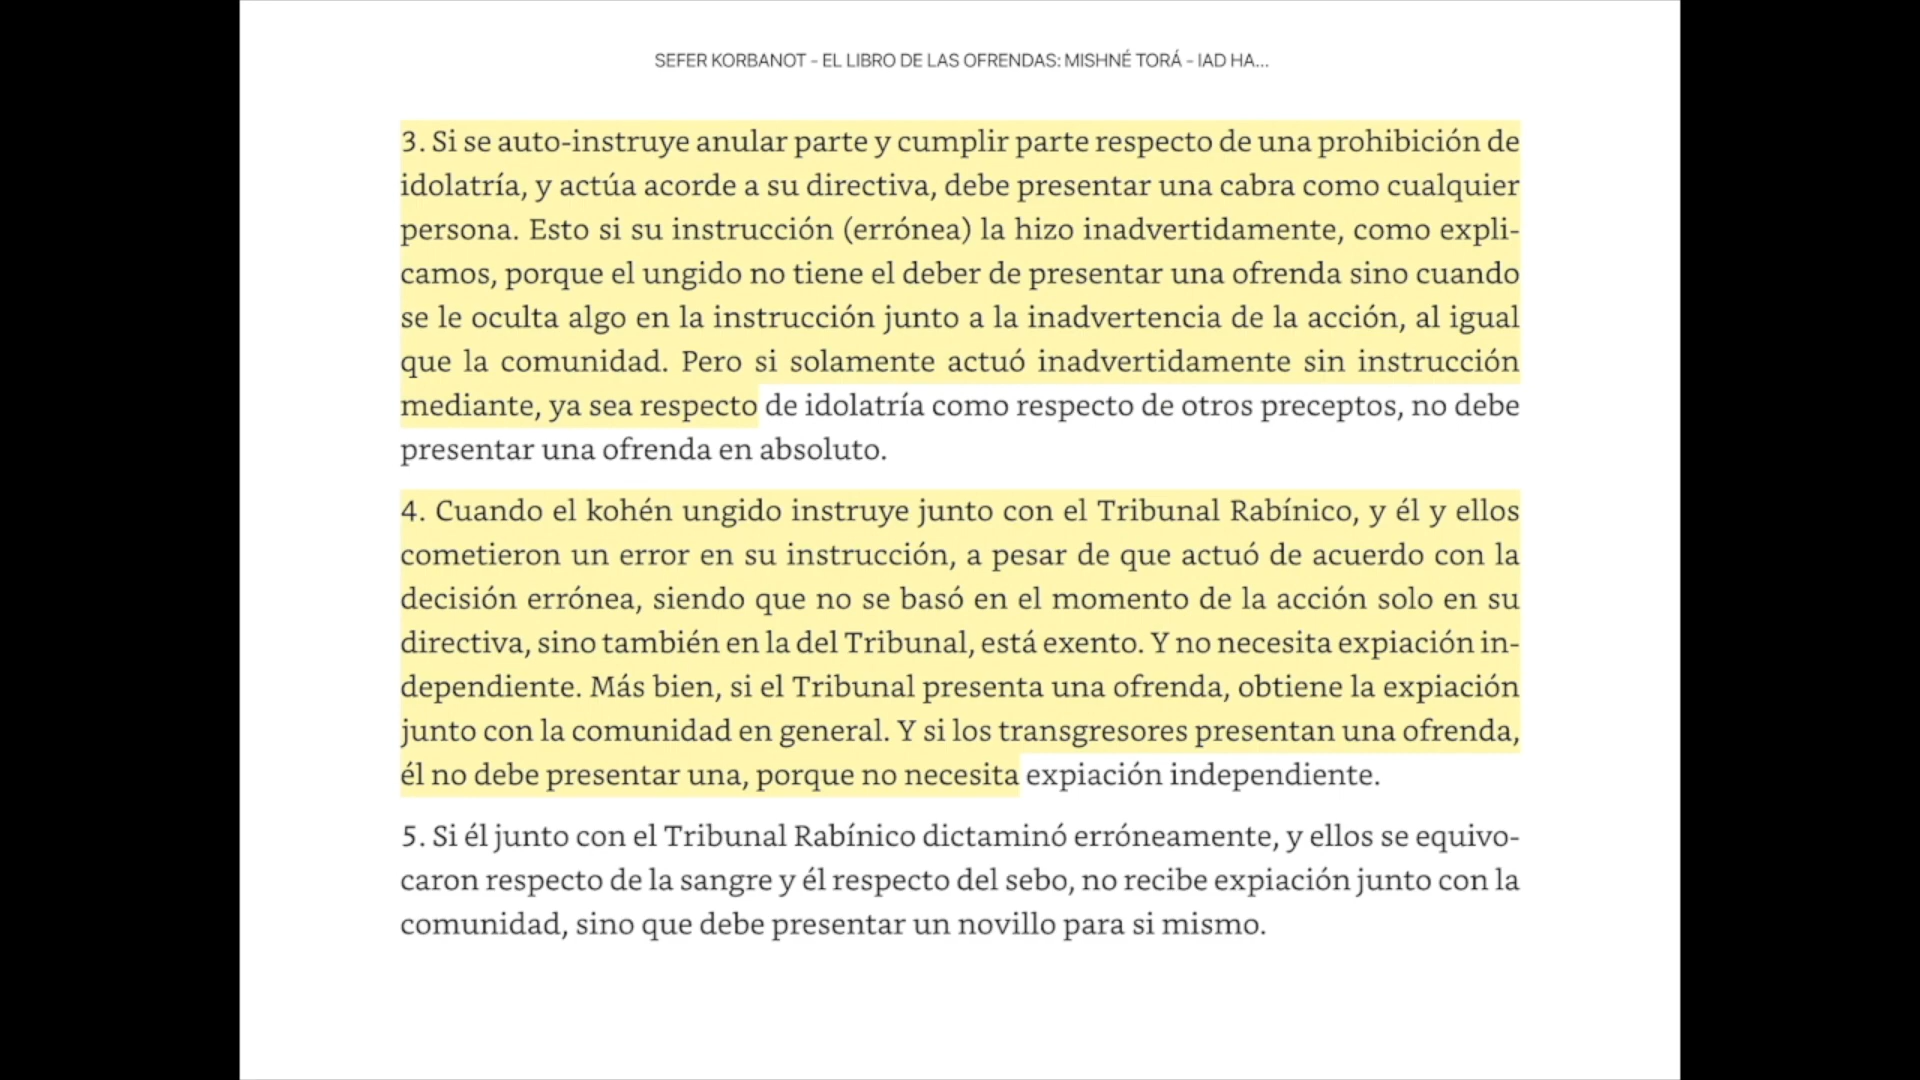 SEFER KORBANOT - EL LIBRO DE LAS OFRENDAS: MISHNÉ TORÁ - IAD HA...
3. Si se auto-instruye anular parte y cumplir parte respecto de una prohibición de
idolatría, y actúa acorde a su directiva, debe presentar una cabra como cualquier
persona. Esto si su instrucción (errónea) la hizo inadvertidamente, como expli-
camos, porque el ungido no tiene el deber de presentar una ofrenda sino cuando
se le oculta algo en la instrucción junto a la inadvertencia de la acción, al igual
que la comunidad. Pero si solamente actuó inadvertidamente sin instrucción
mediante, ya sea respecto de idolatría como respecto de otros preceptos, no debe
presentar una ofrenda en absoluto.
4. Cuando el kohén ungido instruye junto con el Tribunal Rabínico, y él y ellos
cometieron un error en su instrucción, a pesar de que actuó de acuerdo con la
decisión errónea, siendo que no se basó en el momento de la acción solo en su
directiva, sino también en la del Tribunal, está exento. Y no necesita expiación in-
dependiente. Más bien, si el Tribunal presenta una ofrenda, obtiene la expiación
junto con la comunidad en general. Y si los transgresores presentan una ofrenda,
él no debe presentar una, porque no necesita expiación independiente.
5. Si él junto con el Tribunal Rabínico dictaminó erróneamente, y ellos se equivo-
caron respecto de la sangre y él respecto del sebo, no recibe expiación junto con la
comunidad, sino que debe presentar un novillo para si mismo.